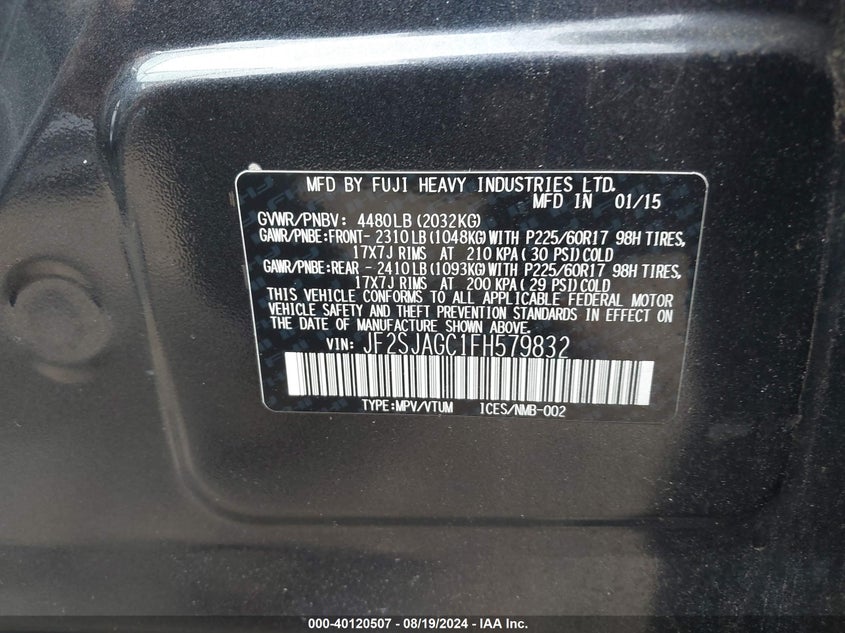 MFD BY FUJI HEAVY INDUSTRIES LTD.
MFD IN 01/15
GVWR/PNBV: 4480LB(2032KG)
GAWR/PNBE:FRONT-2310LB(1048KG)WITH P225/60R17 98H TIRES,
17X7J RIMS AT 210 KPA(30 PSI)COLD
GAWR/PNBE:REAR -2410LB(1093KG)WITH P225/60R17 98H TIRES,
17X7J RIMS AT 200 KPA(29 PSI)COLD
THIS VEHICLE CONFORMS TO ALL APPLICABLE FEDERAL MOTOR
VEHICLE SAFETY AND THEFT PREVENTION STANDARDS IN EFFECT ON
THE DATE OF MANUFACTURE SHOWN ABOVE.
VIN: JF2SJAGC1FH579832
TYPE:MPV/VTUM ICES/NMB-002
000-40120507 - 08/19/2024 - IAA Inc.